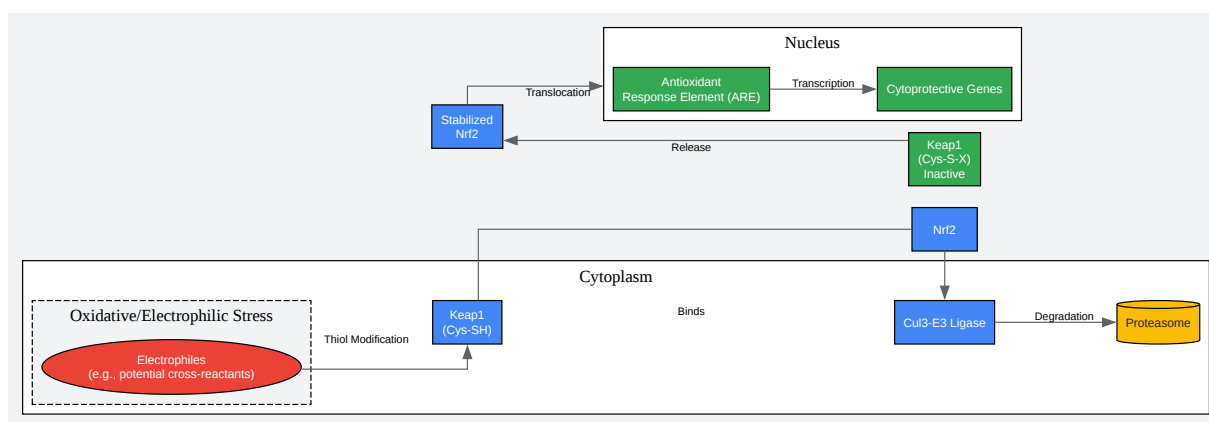 Nucleus
Antioxidant
Response Element (ARE)
Transcription
Cytoprotective Genes
Translocation
Stabilized
Nrf2
Release
Keap1
(Cys-S-X)
Inactive
Nrf2
Cytoplasm
Oxidative/Electrophilic Stress
Electrophiles
(e.g., potential cross-reactants)
Thiol Modification
Keap1
(Cys-SH)
Binds
Cul3-E3 Ligase
Degradation
Proteasome